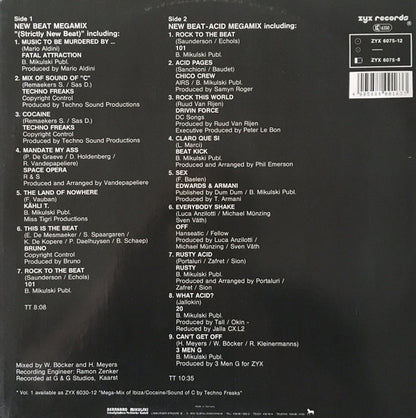 Side 1
NEW BEAT MEGAMIX
"(Strictly New Beat)" including:
1. MUSIC TO BE MURDERED BY ...
(Mario Aldini)
FATAL ATTRACTION
B. Mikulski Publ.
Produced by Mario Aldini
2. MIX OF SOUND OF "C"
(Remaekers S. / Das D.)
TECHNO FREAKS
Copyright Control
Produced by Techno Sound Productions
3. COCAINE
(Remaekers S. / Das D.)
TECHNO FREAKS
Copyright Control
Produced by Techno Sound Productions
4. MANDATE MY ASS
(P. De Graeve / D. Holdenberg /
R. Vandepapeliere)
SPACE OPERA
R & S
Produced by Vandepapeliere
5. THE LAND OF NOWHERE
(F. Vauban)
KÄHLI T.
Miss Tigri Productions
6. THIS IS THE BEAT
(E. De Mesmaeker / S. Spaargaren /
K. De Kopere / P. Daelhuysen / B. Schaep)
BRUNO
Copyright Control
Produced by Bruno
7. ROCK TO THE BEAT
(Saunderson / Echols)
101
B. Mikulski Publ.
TT 8:08
Mixed by W. Böcker and H. Meyers
Recording Engineer: Ramon Zenker
Recorded at G & G Studios, Kaarst
* Vol. 1 available as ZYX 6030-12 "Mega-Mix of Ibiza/Cocaine/Sound of C by Techno Freaks"
Side 2
NEW BEAT-ACID MEGAMIX including:
1. ROCK TO THE BEAT
(Saunderson / Echols)
101
B. Mikulski Publ.
2. ACID PAGES
(Sanchioni / Baudet)
CHICO CREW
AIRS / B. Mikulski Publ.
Produced by Samyn Roger
3. ROCK THIS WORLD
(Ruud Van Rijen)
DRIVIN FORCE
DC Songs
Produced by Ruud Van Rijen
Executive Produced by Peter Le Bon
4. CLARO QUE SI
(L. Marci)
BEAT KICK
B. Mikulski Publ.
Produced and Arranged by Phil Emerson
5. SEX
(F. Baelen)
EDWARDS & ARMANI
Published by Dum Dum / B. Mikulski Publ.
Produced by T. Armani
6. EVERYBODY SHAKE
(Luca Anzilotti / Michael Münzing
Sven Väth)
OFF
Hanseatic / Fellow
Produced by Luca Anzilotti /
Michael Münzing / Sven Väth
7. RUSTY ACID
(Portaluri / Zafret / Sion)
RUSTY
B. Mikulski Publ.
Produced and Arranged by Portaluri /
Zafret / Sion)
8. WHAT ACID?
(Jallokin)
20
B. Mikulski Publ.
Produced by Tall / Okin -
Reduced by Jalla CX.L2
9. CAN'T GET OFF
(H. Meyers / W. Böcker / R. Kleinermanns)
3 MEN G
B. Mikulski Publ.
Produced by 3 Men G for ZYX
TT 10:35
BERNHARD MIKULSKI
zyx records
ZYX 6075-12
ZYX 6075-8